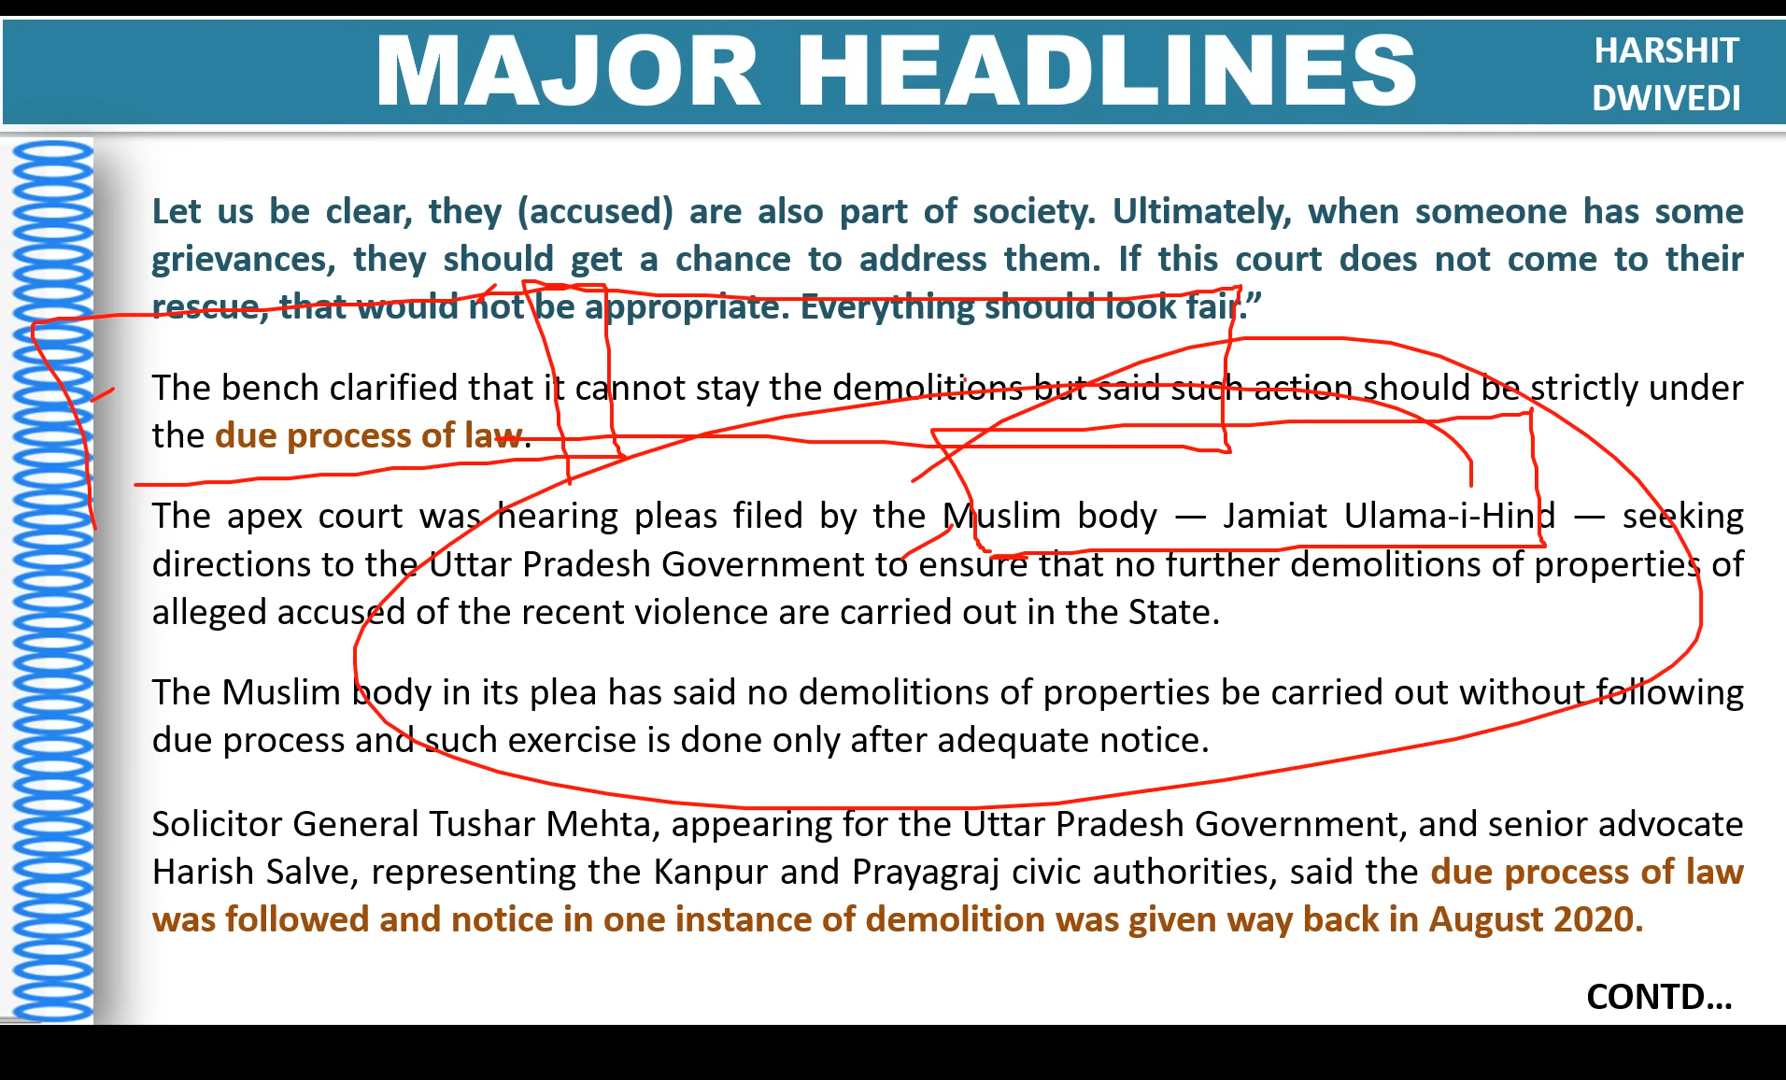 MAJOR HEADLINES
HARSHIT
DWIVEDI
Let us be clear, they (accused) are also part of society. Ultimately, when someone has some
grievances, they should get a chance to address them. If this court does not come to their
rescue, that would not be appropriate. Everything should look fair.”
The bench clarified that it cannot stay the demolitions but said such action should be strictly under
the due process of law.
The apex court was hearing pleas filed by the Muslim body — Jamiat Ulama-i-Hind — seeking
directions to the Uttar Pradesh Government to ensure that no further demolitions of properties of
alleged accused of the recent violence are carried out in the State.
The Muslim body in its plea has said no demolitions of properties be carried out without following
due process and such exercise is done only after adequate notice.
Solicitor General Tushar Mehta, appearing for the Uttar Pradesh Government, and senior advocate
Harish Salve, representing the Kanpur and Prayagraj civic authorities, said the due process of law
was followed and notice in one instance of demolition was given way back in August 2020.
CONTD...